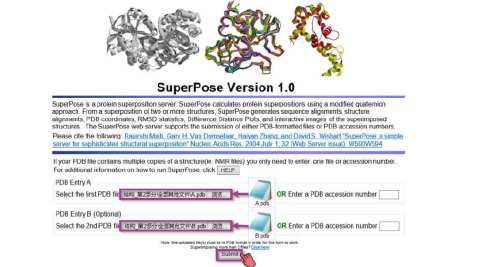 SuperPose Version 1.0
SuperPose is a protein superposition server. SuperPose calculates protein superpositions using a modified quaternion
approach. From a superposition of two or more structures, SuperPose generates sequence alignments, structure
alignments, PDB coordinates, RMSD statistics, Difference Distance Plots, and interactive images of the superimposed
structures. The SuperPose web server supports the submission of either PDB-formatted files or PDB accession numbers.
Please cite the following: Rajarshi Maiti, Gary H. Van Domselaar, Haiyan Zhang, and David S. Wishart "SuperPose: a simple
server for sophisticated structural superposition" Nucleic Acids Res. 2004 July 1; 32 (Web Server issue): W590W594
If your PDB file contains multiple copies of a structure(ie. NMR files) you only need to enter one file or accession number.
For additional information on how to run SuperPose, click HELP
PDB Entry A
Select the first PDB file 结构_第2部分\全部其他文件\A.pdb 浏览... OR Enter a PDB accession number
A.pdb
PDB Entry B (Optional)
Select the 2nd PDB file 结构_第2部分\全部其他文件\B.pdb 浏览... OR Enter a PDB accession number
B.pdb
Note: the uploaded file(s) must be in PDB format in order for this form to work.
Superimposing more than 2 files? Click here
Submit